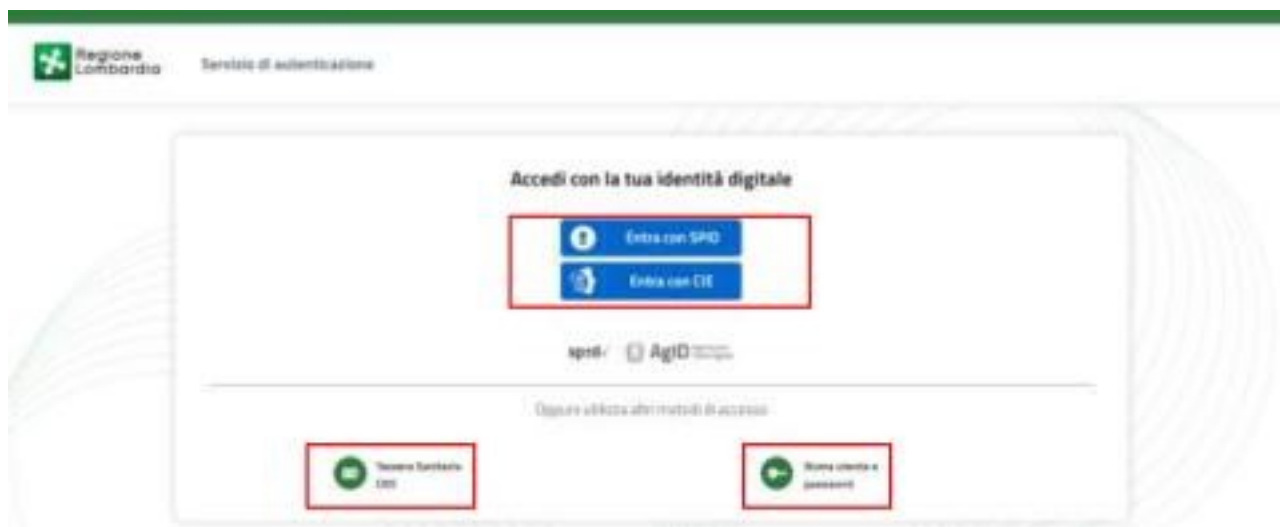 Regione
Lombardia
Servizio di autenticazione
Accedi con la tua identità digitale
Entra con SPID
Entra con CIE
AgID
Oppure utilizza altri metodi di accesso
Tessera Sanitaria
Nome utente e
password